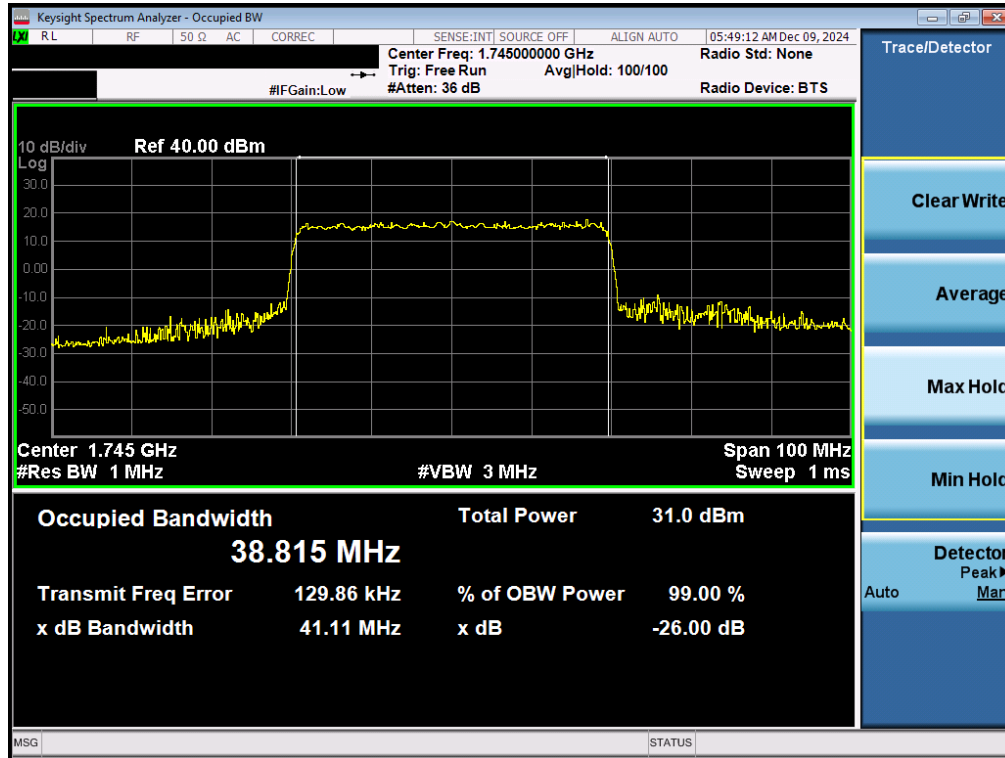 Keysight Spectrum Analyzer - Occupied BW
LXI RL RF 50 Ω AC CORREC SENSE:INT SOURCE OFF ALIGN AUTO 05:49:12 AM Dec 09, 2024
Center Freq: 1.745000000 GHz Radio Std: None
Trig: Free Run Avg|Hold: 100/100
#IFGain:Low #Atten: 36 dB Radio Device: BTS
Trace/Detector
10 dB/div Ref 40.00 dBm
Log
30.0
20.0
10.0
0.00
-10.0
-20.0
-30.0
-40.0
-50.0
Center 1.745 GHz Span 100 MHz
#Res BW 1 MHz #VBW 3 MHz Sweep 1 ms
Occupied Bandwidth Total Power 31.0 dBm
38.815 MHz
Transmit Freq Error 129.86 kHz % of OBW Power 99.00 %
x dB Bandwidth 41.11 MHz x dB -26.00 dB
Clear Write
Average
Max Hold
Min Hold
Detector
Peak▶
Auto Man
MSG STATUS